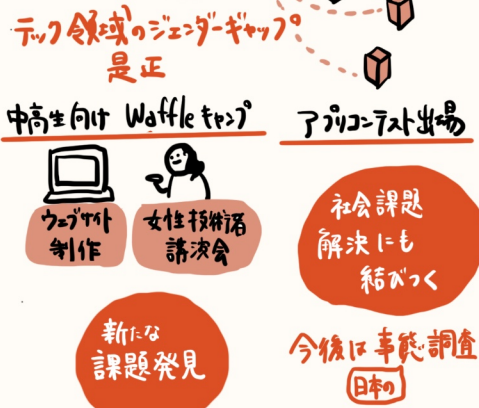 テック領域のジェンダーギャップ
是正
中高生向け Waffleキャンプ
ウェブサイト
制作
女性技術者
講演会
新たな
課題発見
アプリコンテスト出場
社会課題
解決にも
結びつく
今後は事態調査
日本の